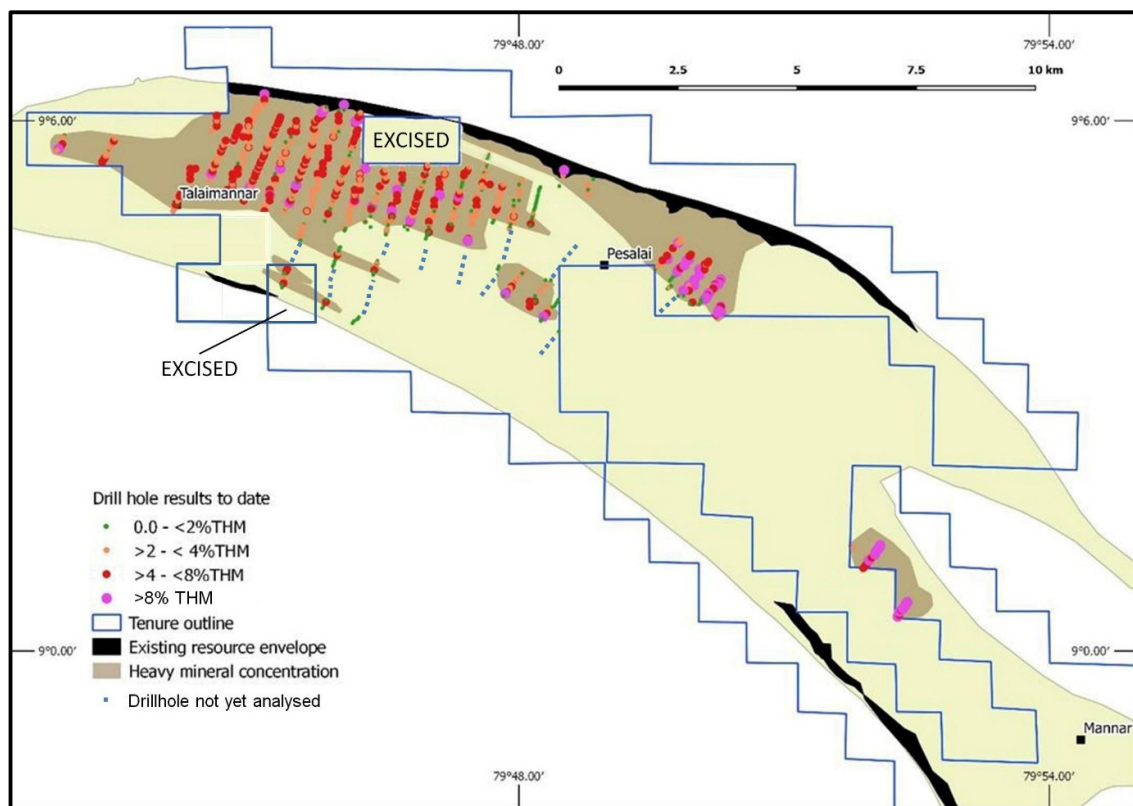 79°48.00′
79°54.00′
0 2.5 5 7.5 10 km
9°6.00′
9°6.00′
EXCISED
Talaimannar
Pesalai
EXCISED
Drill hole results to date
0.0 - <2%THM
>2 - < 4%THM
>4 - <8%THM
>8% THM
Tenure outline
Existing resource envelope
Heavy mineral concentration
Drillhole not yet analysed
9°0.00′
9°0.00′
Mannar
79°48.00′
79°54.00′